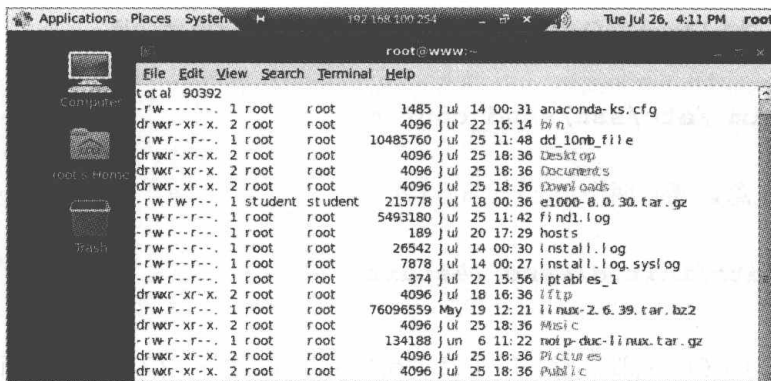 Applications Places System 192.168.100.254 Tue Jul 26, 4:11 PM root
root@www:~
File Edit View Search Terminal Help
Computer
root's Home
Trash
total 90392
-rw-------. 1 root root 1485 Jul 14 00:31 anaconda-ks.cfg
drwxr-xr-x. 2 root root 4096 Jul 22 16:14 bin
-rw-r--r--. 1 root root 10485760 Jul 25 11:48 dd_10mb_file
drwxr-xr-x. 2 root root 4096 Jul 25 18:36 Desktop
drwxr-xr-x. 2 root root 4096 Jul 25 18:36 Documents
drwxr-xr-x. 2 root root 4096 Jul 25 18:36 Downloads
-rw-rw-r--. 1 student student 215778 Jul 18 00:36 e1000-8.0.30.tar.gz
-rw-r--r--. 1 root root 5493180 Jul 25 11:42 find1.log
-rw-r--r--. 1 root root 189 Jul 20 17:29 hosts
-rw-r--r--. 1 root root 26542 Jul 14 00:30 install.log
-rw-r--r--. 1 root root 7878 Jul 14 00:27 install.log.syslog
-rw-r--r--. 1 root root 374 Jul 22 15:56 iptables_1
drwxr-xr-x. 2 root root 4096 Jul 18 16:36 lftp
-rw-r--r--. 1 root root 76096559 May 19 12:21 linux-2.6.39.tar.bz2
drwxr-xr-x. 2 root root 4096 Jul 25 18:36 Music
-rw-r--r--. 1 root root 134188 Jun 6 11:22 noip-duc-linux.tar.gz
drwxr-xr-x. 2 root root 4096 Jul 25 18:36 Pictures
drwxr-xr-x. 2 root root 4096 Jul 25 18:36 Public